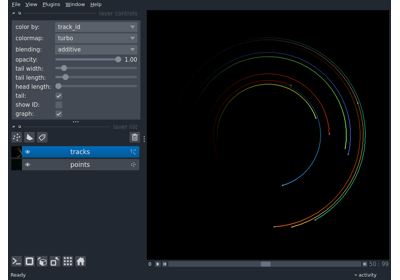 File View Plugins Window Help
layer controls
color by: track_id
colormap: turbo
blending: additive
opacity: 1.00
tail width:
tail length:
head length:
tail:
show ID:
graph:
layer list
tracks
points
50 99
Ready activity